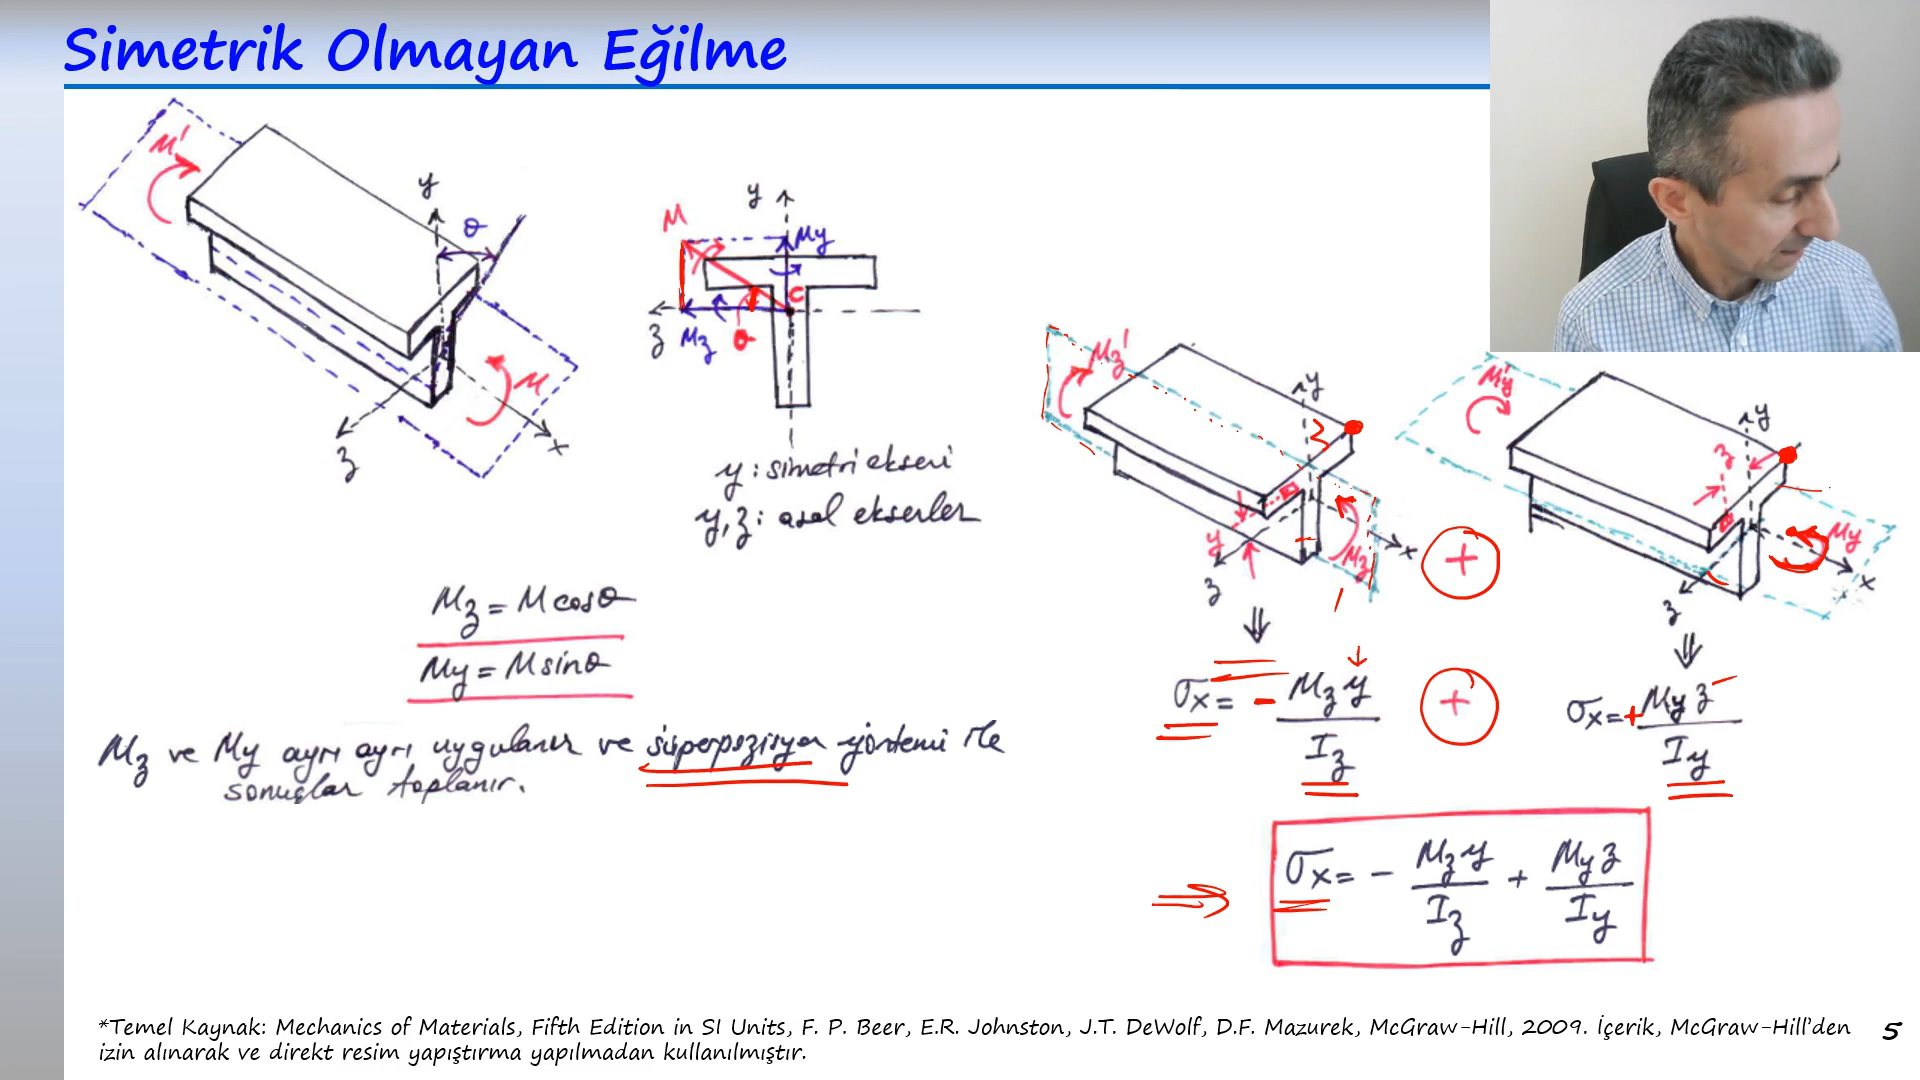 Simetrik Olmayan Eğilme
M'
y
θ
M
x
z
y
M
My
C
z
Mz
θ
y : simetri ekseni
y,z : asal eksenler
Mz = M cosθ
My = M sinθ
Mz ve My ayrı ayrı uygulanır ve süperpozisyon yöntemi ile
sonuçlar toplanır.
Mz'
y
z
y
Mz
x
z
+
My'
y
z
My
x
z
σx = - Mz y / Iz
+
σx = + My z / Iy
σx = - Mz y / Iz + My z / Iy
*Temel Kaynak: Mechanics of Materials, Fifth Edition in SI Units, F. P. Beer, E.R. Johnston, J.T. DeWolf, D.F. Mazurek, McGraw-Hill, 2009. İçerik, McGraw-Hill'den
izin alınarak ve direkt resim yapıştırma yapılmadan kullanılmıştır.
5